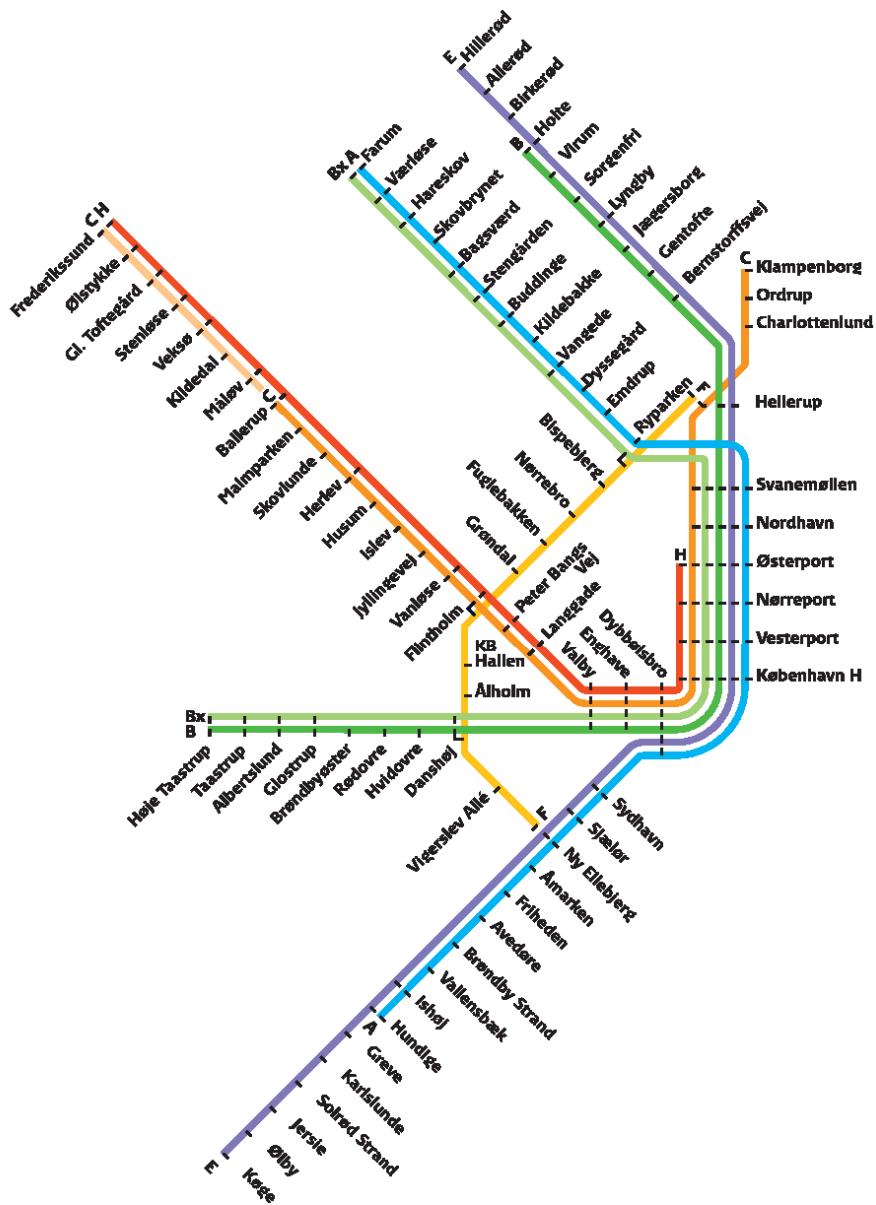 E
Hillerød
Allerød
Birkerød
Holte
B
Virum
Sorgenfri
Lyngby
Jægersborg
Gentofte
Bernstorffsvej
Bx A
Farum
Værløse
Hareskov
Skovbrynet
Bagsværd
Stengården
Buddinge
Kildebakke
Vangede
Dyssegård
Emdrup
Ryparken
F
C
Klampenborg
Ordrup
Charlottenlund
Hellerup
Svanemøllen
Nordhavn
H
Østerport
Nørreport
Vesterport
København H
C H
Frederikssund
Ølstykke
Gl. Toftegård
Stenløse
Veksø
Kildedal
Måløv
C
Ballerup
Malmparken
Skovlunde
Herlev
Husum
Islev
Jyllingevej
Vanløse
Flintholm
Peter Bangs
Vej
Langgade
Valby
Enghave
Dybbølsbro
Bispebjerg
Nørrebro
Fuglebakken
Grøndal
KB
Hallen
Ålholm
Bx
B
Høje Taastrup
Taastrup
Albertslund
Glostrup
Brøndbyøster
Rødovre
Hvidovre
Danshøj
Vigerslev Allé
F
Sydhavn
Sjælør
Ny Ellebjerg
Åmarken
Friheden
Avedøre
Brøndby Strand
Vallensbæk
Ishøj
A
Hundige
Greve
Karlslunde
Solrød Strand
Jersie
Ølby
E
Køge